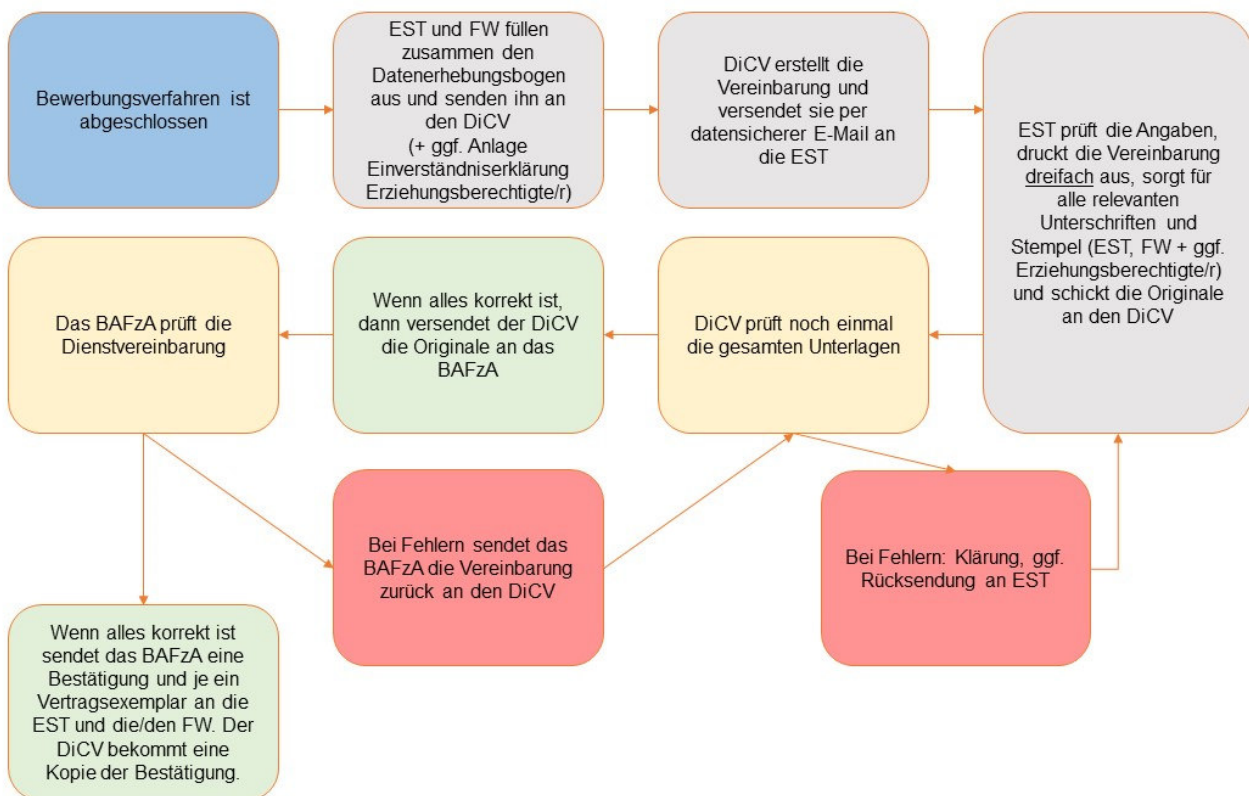 Bewerbungsverfahren ist
abgeschlossen
EST und FW füllen
zusammen den
Datenerhebungsbogen
aus und senden ihn an
den DiCV
(+ ggf. Anlage
Einverständniserklärung
Erziehungsberechtigte/r)
DiCV erstellt die
Vereinbarung und
versendet sie per
datensicherer E-Mail an
die EST
EST prüft die Angaben,
druckt die Vereinbarung
dreifach aus, sorgt für
alle relevanten
Unterschriften und
Stempel (EST, FW + ggf.
Erziehungsberechtigte/r)
und schickt die Originale
an den DiCV
DiCV prüft noch einmal
die gesamten Unterlagen
Wenn alles korrekt ist,
dann versendet der DiCV
die Originale an das
BAFzA
Das BAFzA prüft die
Dienstvereinbarung
Bei Fehlern sendet das
BAFzA die Vereinbarung
zurück an den DiCV
Bei Fehlern: Klärung, ggf.
Rücksendung an EST
Wenn alles korrekt ist
sendet das BAFzA eine
Bestätigung und je ein
Vertragsexemplar an die
EST und die/den FW. Der
DiCV bekommt eine
Kopie der Bestätigung.